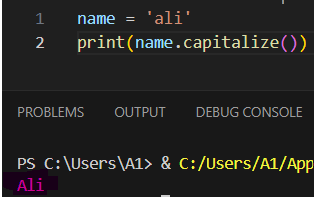 1 name = 'ali'
2 print(name.capitalize())
PROBLEMS OUTPUT DEBUG CONSOLE
PS C:\Users\A1> & C:/Users/A1/App
Ali